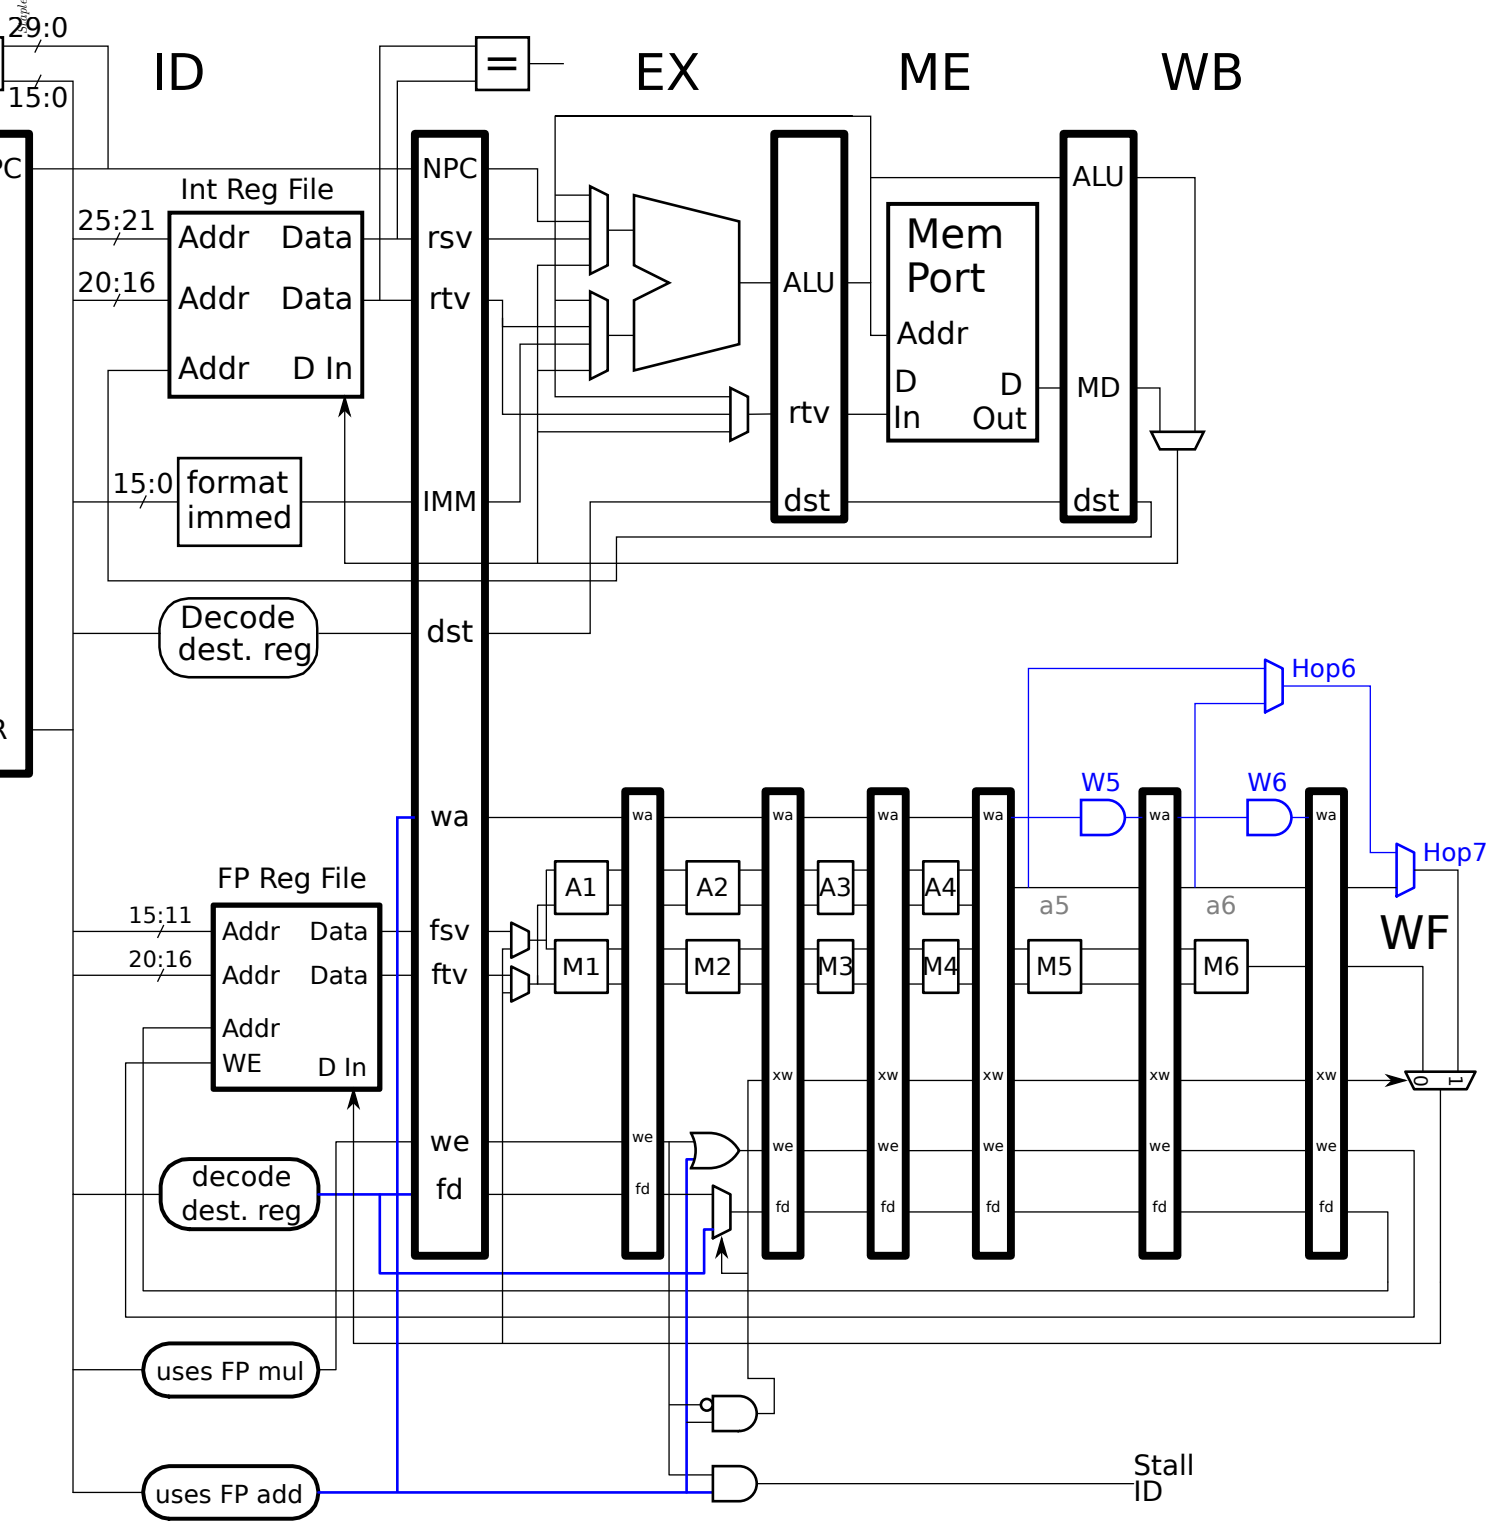 29:0
15:0
ID
=
EX
ME
WB
PC
NPC
Int Reg File
25:21
Addr
Data
rsv
20:16
Addr
Data
rtv
Addr
D In
ALU
Mem
Port
Addr
D
In
D
Out
ALU
MD
rtv
15:0
format
immed
IMM
dst
dst
Decode
dest. reg
dst
R
Hop6
W5
W6
Hop7
wa
wa
wa
wa
wa
wa
wa
FP Reg File
A1
A2
A3
A4
a5
a6
WF
15:11
Addr
Data
fsv
20:16
Addr
Data
ftv
M1
M2
M3
M4
M5
M6
Addr
WE
D In
xw
xw
xw
xw
xw
0
1
we
we
we
we
we
we
we
decode
dest. reg
fd
fd
fd
fd
fd
fd
fd
uses FP mul
uses FP add
Stall
ID